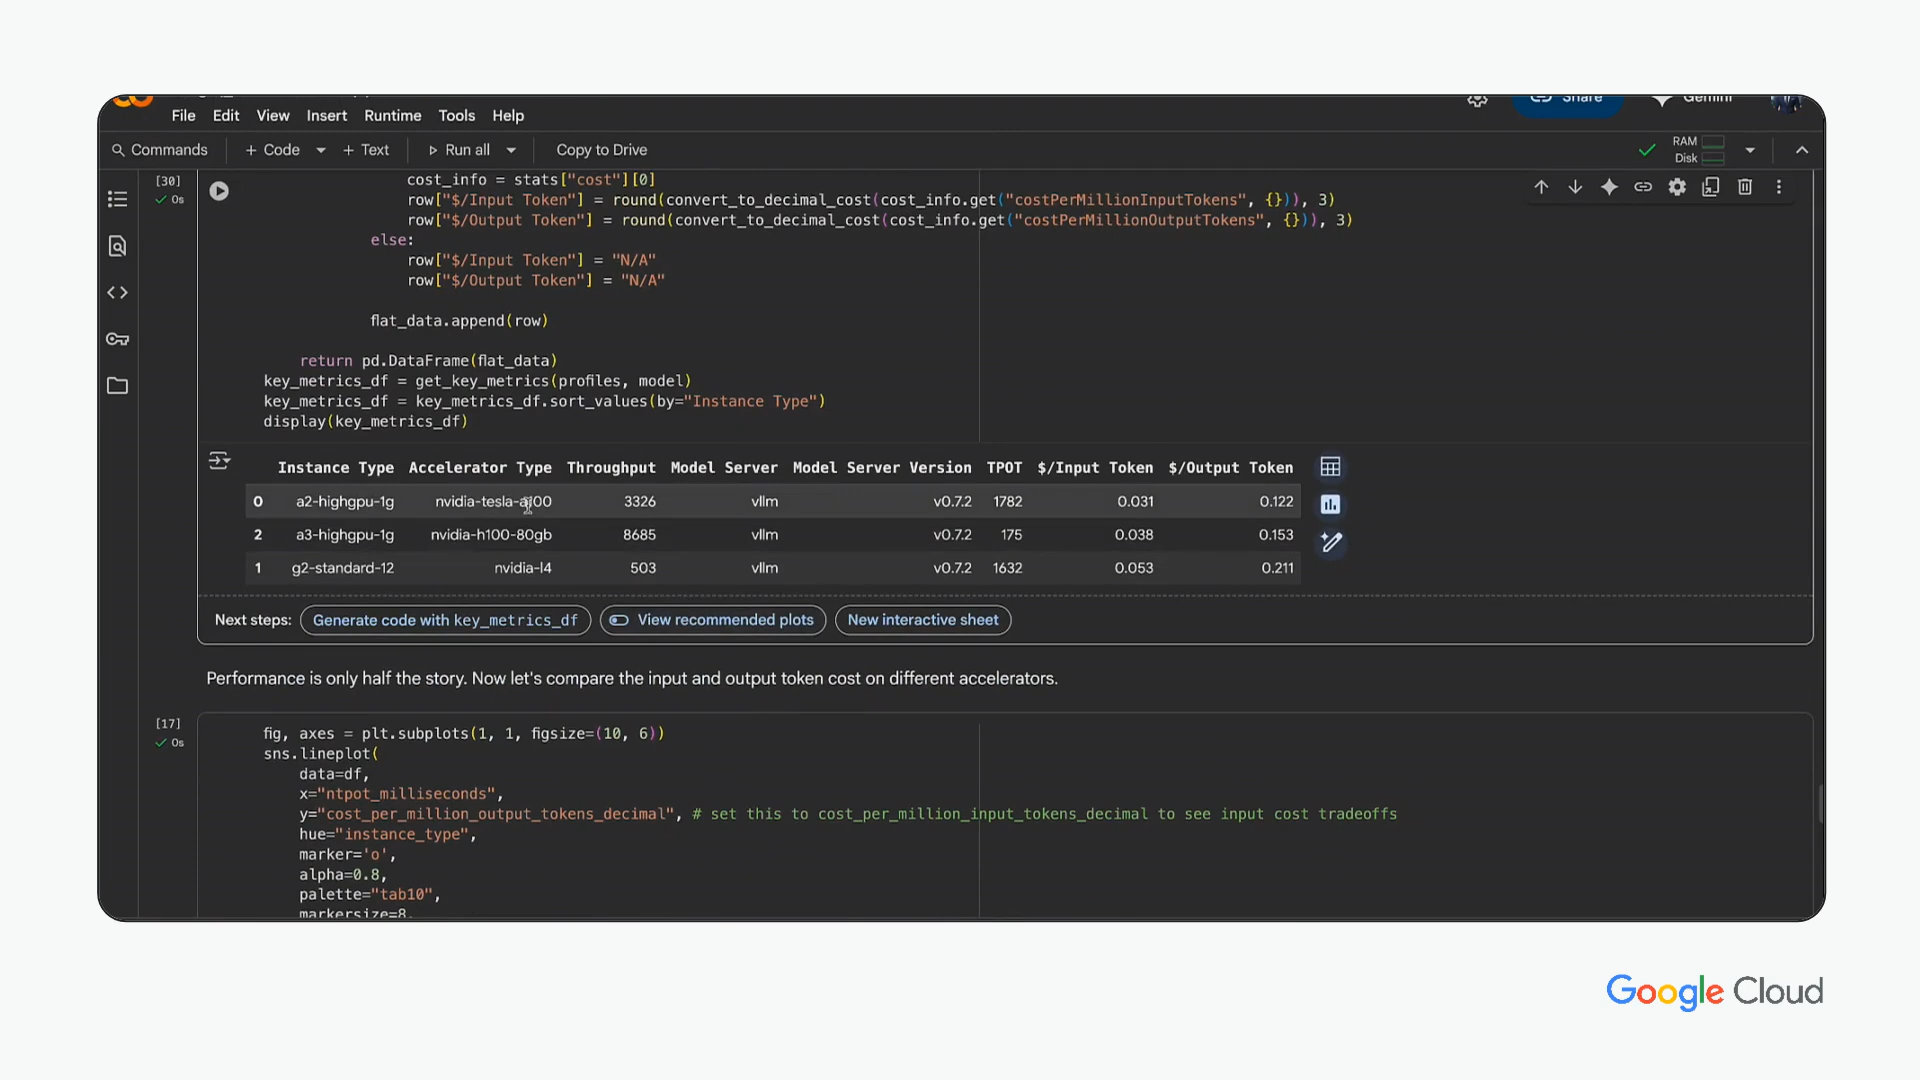 File Edit View Insert Runtime Tools Help
Share Gemini
Commands + Code + Text Run all Copy to Drive
RAM
Disk
[30]
0s
cost_info = stats["cost"][0]
row["$/Input Token"] = round(convert_to_decimal_cost(cost_info.get("costPerMillionInputTokens", {})), 3)
row["$/Output Token"] = round(convert_to_decimal_cost(cost_info.get("costPerMillionOutputTokens", {})), 3)
else:
row["$/Input Token"] = "N/A"
row["$/Output Token"] = "N/A"
flat_data.append(row)
return pd.DataFrame(flat_data)
key_metrics_df = get_key_metrics(profiles, model)
key_metrics_df = key_metrics_df.sort_values(by="Instance Type")
display(key_metrics_df)
Instance Type Accelerator Type Throughput Model Server Model Server Version TPOT $/Input Token $/Output Token
0 a2-highgpu-1g nvidia-tesla-a100 3326 vllm v0.7.2 1782 0.031 0.122
2 a3-highgpu-1g nvidia-h100-80gb 8685 vllm v0.7.2 175 0.038 0.153
1 g2-standard-12 nvidia-l4 503 vllm v0.7.2 1632 0.053 0.211
Next steps: Generate code with key_metrics_df View recommended plots New interactive sheet
Performance is only half the story. Now let's compare the input and output token cost on different accelerators.
[17]
0s
fig, axes = plt.subplots(1, 1, figsize=(10, 6))
sns.lineplot(
data=df,
x="ntpot_milliseconds",
y="cost_per_million_output_tokens_decimal", # set this to cost_per_million_input_tokens_decimal to see input cost tradeoffs
hue="instance_type",
marker='o',
alpha=0.8,
palette="tab10",
markersize=8,
Google Cloud